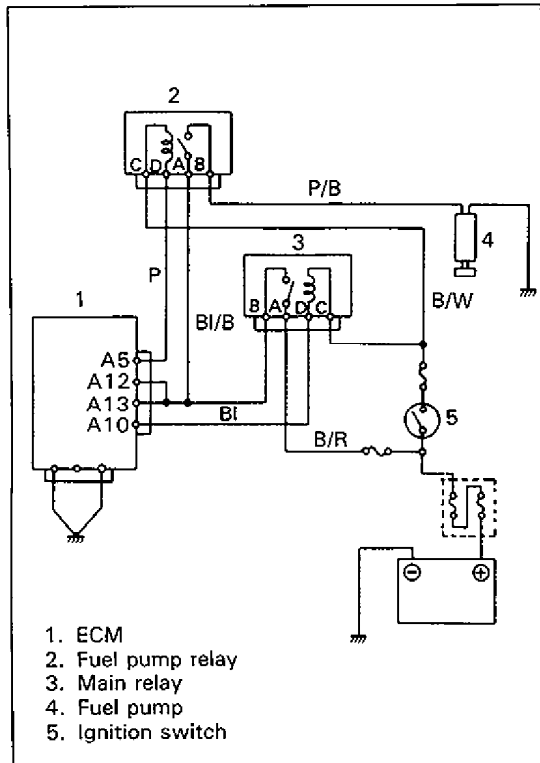 2
C D A B
P/B
3
4
P
B/W
1
Bl/B
B A D C
A5
A12
A13
A10
Bl
5
B/R
⊖ ⊕
1. ECM
2. Fuel pump relay
3. Main relay
4. Fuel pump
5. Ignition switch